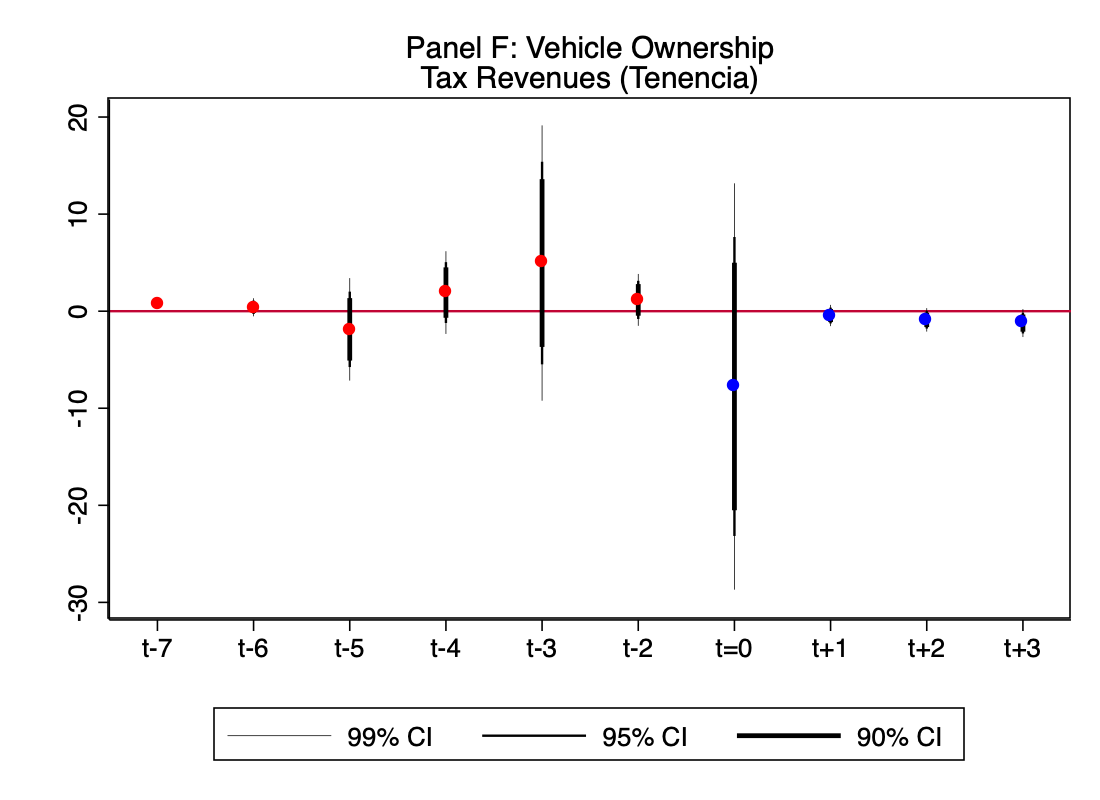 Panel F: Vehicle Ownership
Tax Revenues (Tenencia)
20
10
0
-10
-20
-30
t-7 t-6 t-5 t-4 t-3 t-2 t=0 t+1 t+2 t+3
99% CI 95% CI 90% CI